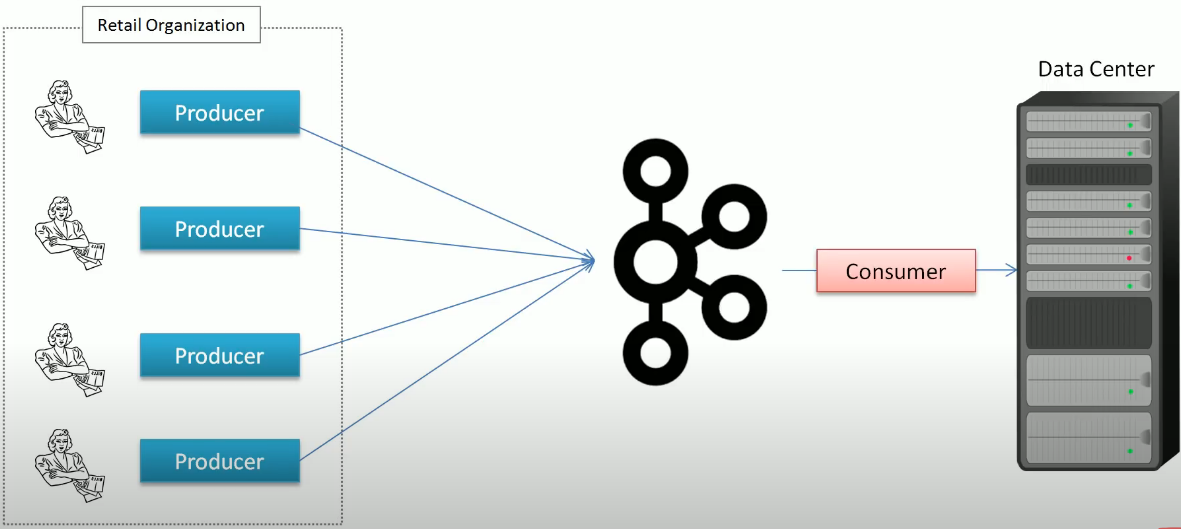 Retail Organization
Producer
Producer
Producer
Producer
Consumer
Data Center